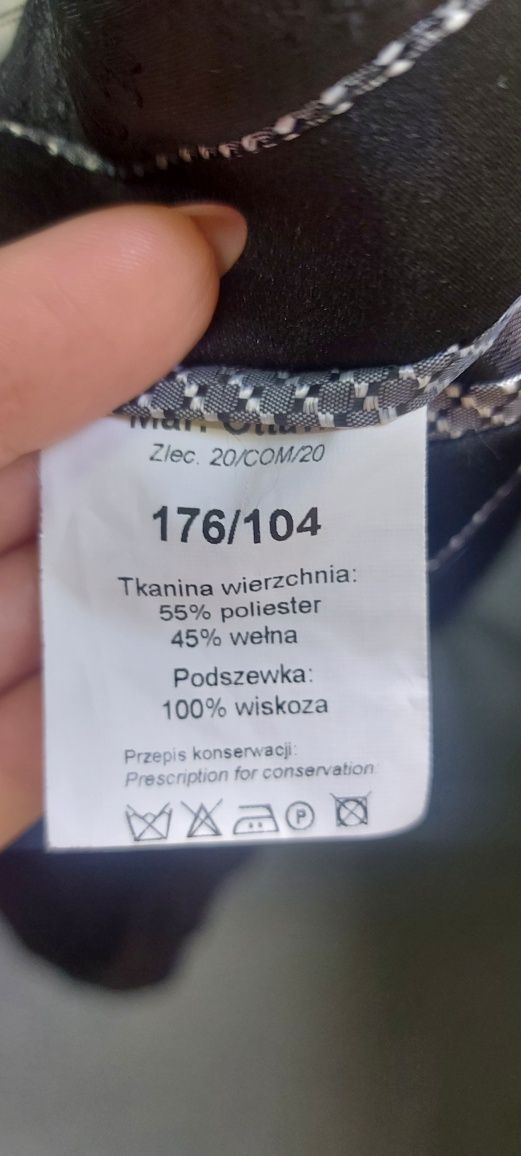 Zlec. 20/COM/20
176/104
Tkanina wierzchnia:
55% poliester
45% wełna
Podszewka:
100% wiskoza
Przepis konserwacji:
Prescription for conservation:
P